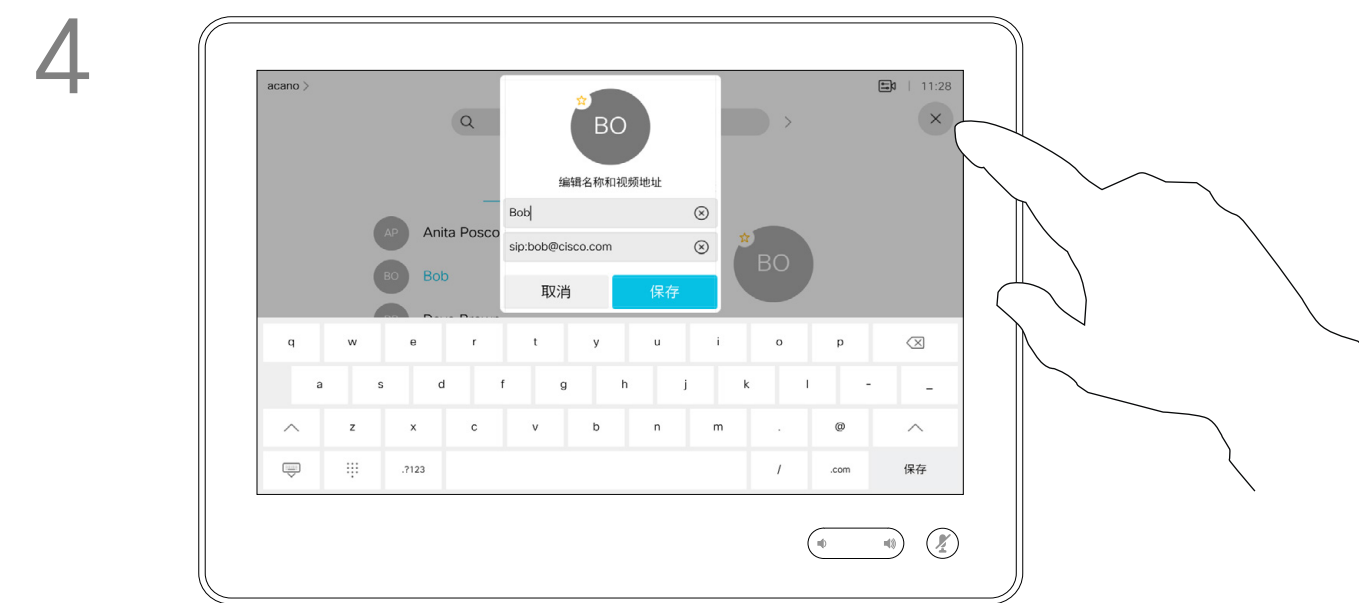 4
acano >
11:28
BO
编辑名称和视频地址
Bob
sip:bob@cisco.com
取消 保存
AP Anita Posco
BO Bob
BO
q w e r t y u i o p
a s d f g h j k l - _
z x c v b n m . @
.?123 / .com 保存